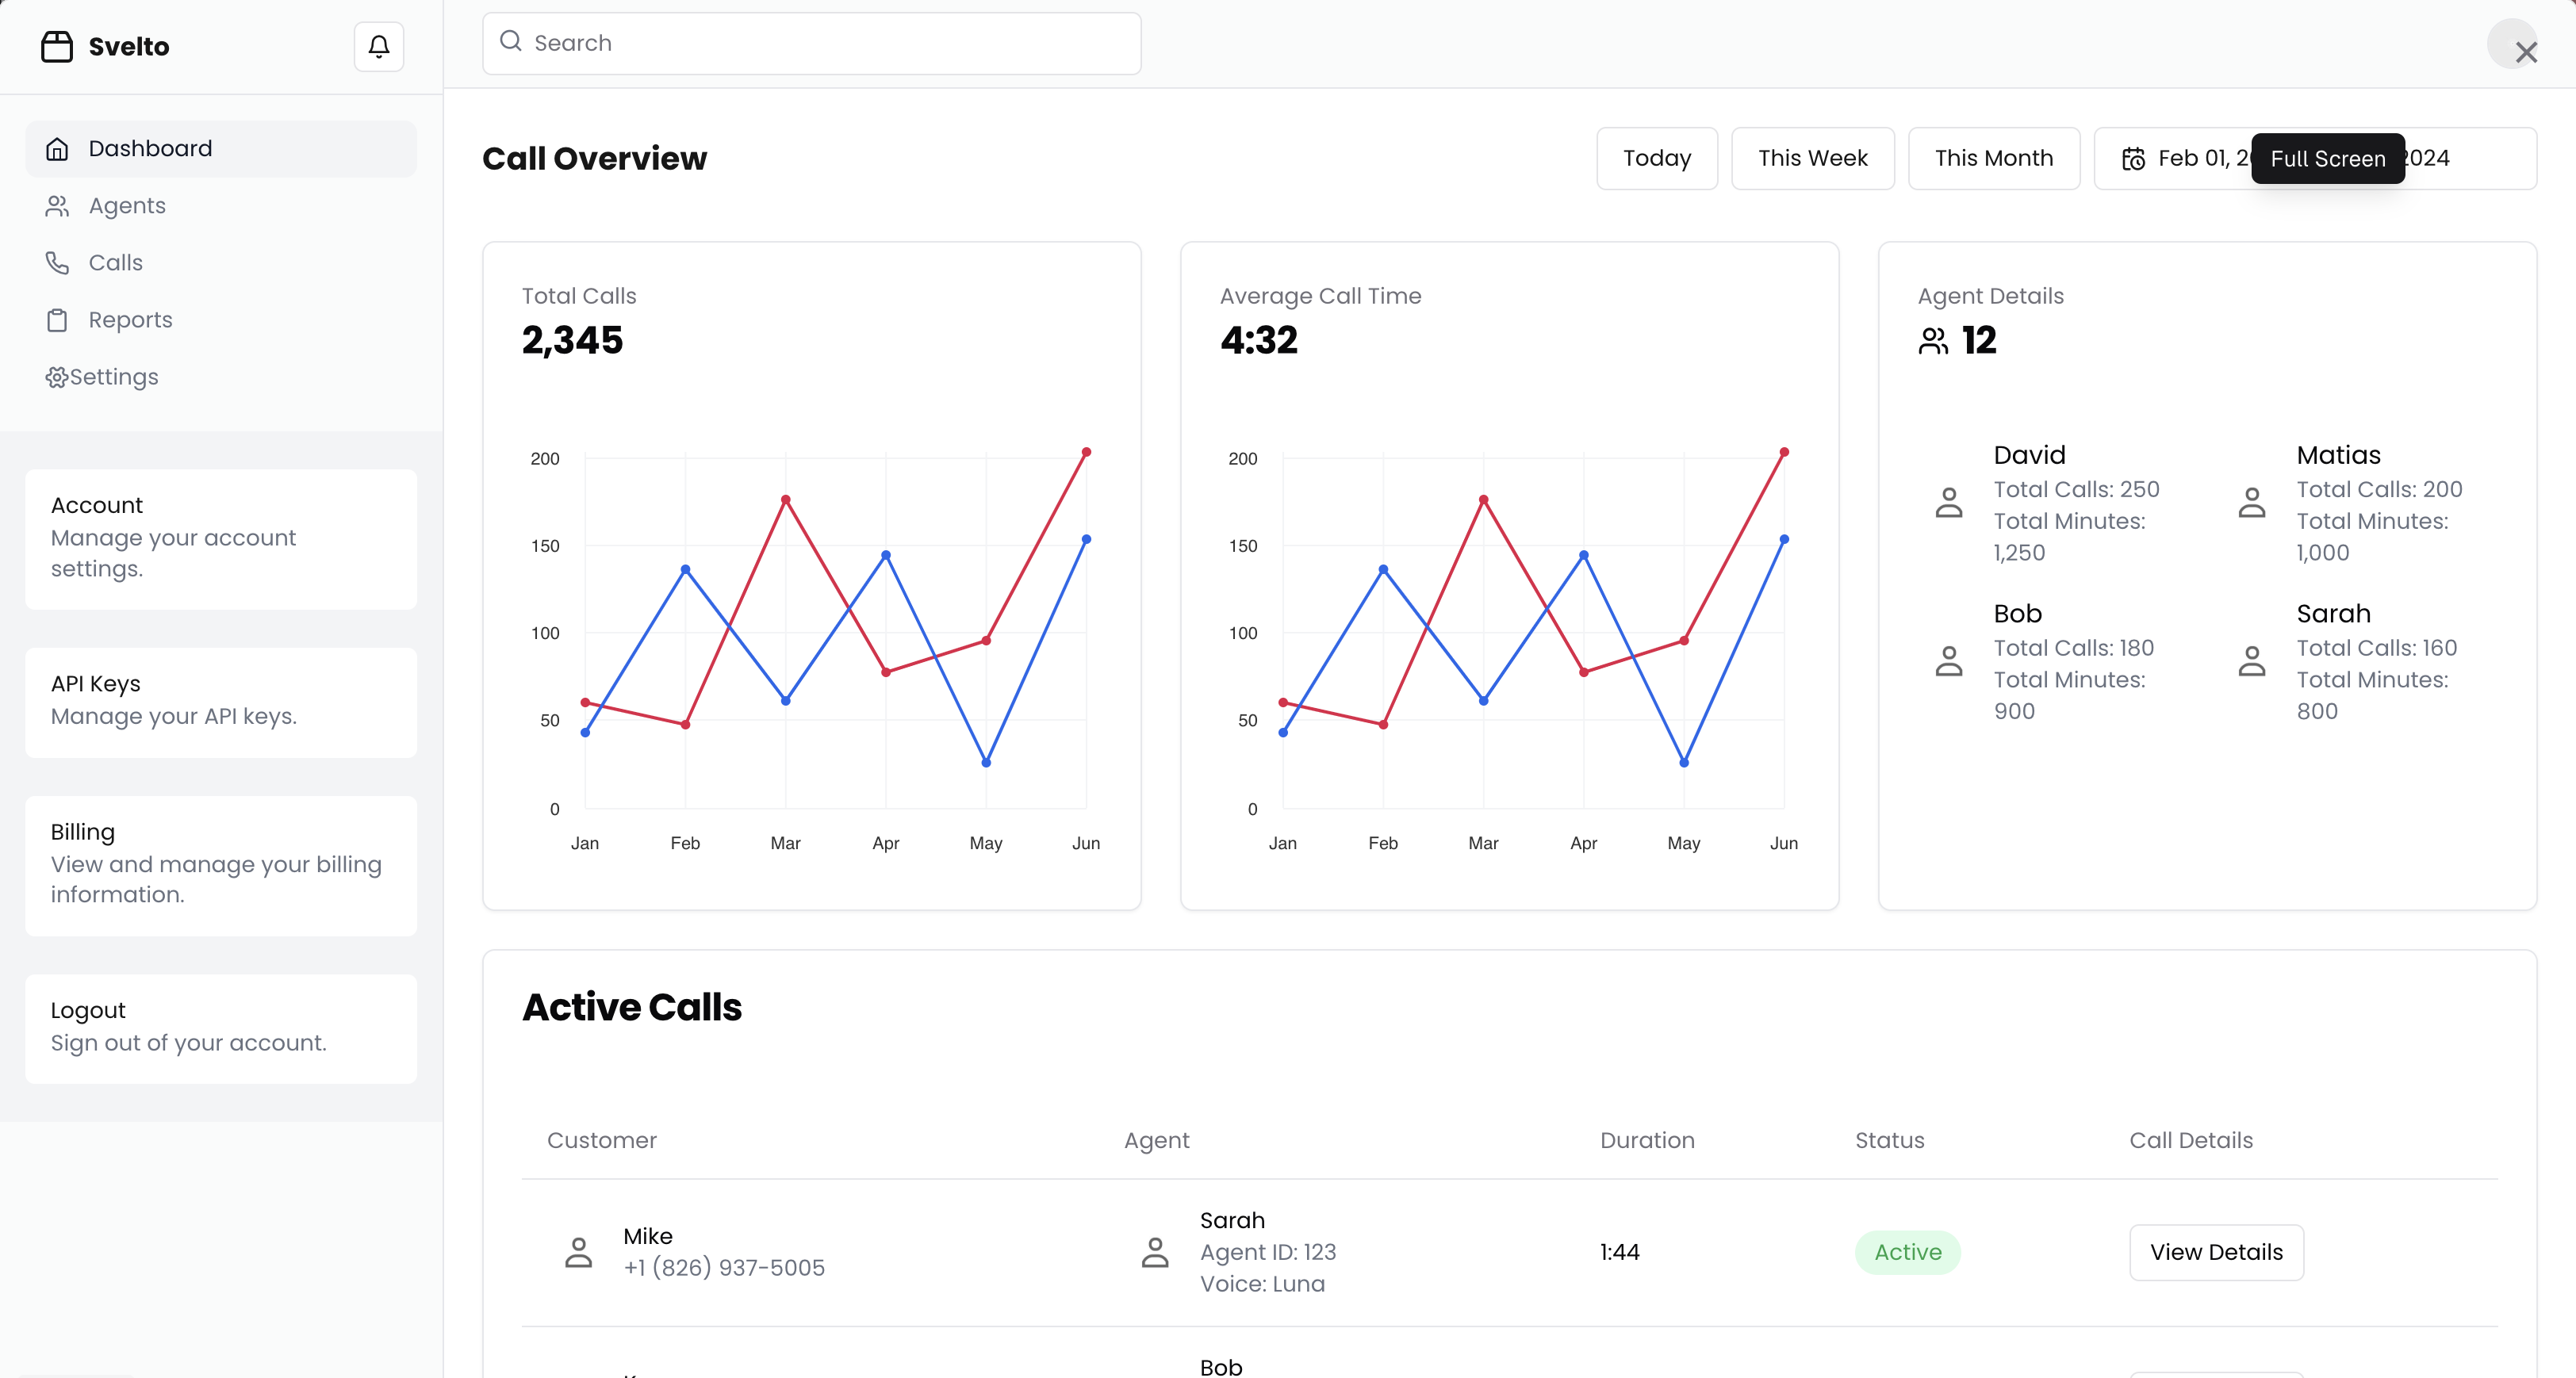 Svelto
Search
Dashboard
Agents
Calls
Reports
Settings
Account
Manage your account
settings.
API Keys
Manage your API keys.
Billing
View and manage your billing
information.
Logout
Sign out of your account.
Call Overview
Today
This Week
This Month
Feb 01, 2
Full Screen
2024
Total Calls
2,345
200
150
100
50
0
Jan Feb Mar Apr May Jun
Average Call Time
4:32
200
150
100
50
0
Jan Feb Mar Apr May Jun
Agent Details
12
David
Total Calls: 250
Total Minutes:
1,250
Matias
Total Calls: 200
Total Minutes:
1,000
Bob
Total Calls: 180
Total Minutes:
900
Sarah
Total Calls: 160
Total Minutes:
800
Active Calls
Customer Agent Duration Status Call Details
Mike
+1 (826) 937-5005
Sarah
Agent ID: 123
Voice: Luna
1:44
Active
View Details
Bob